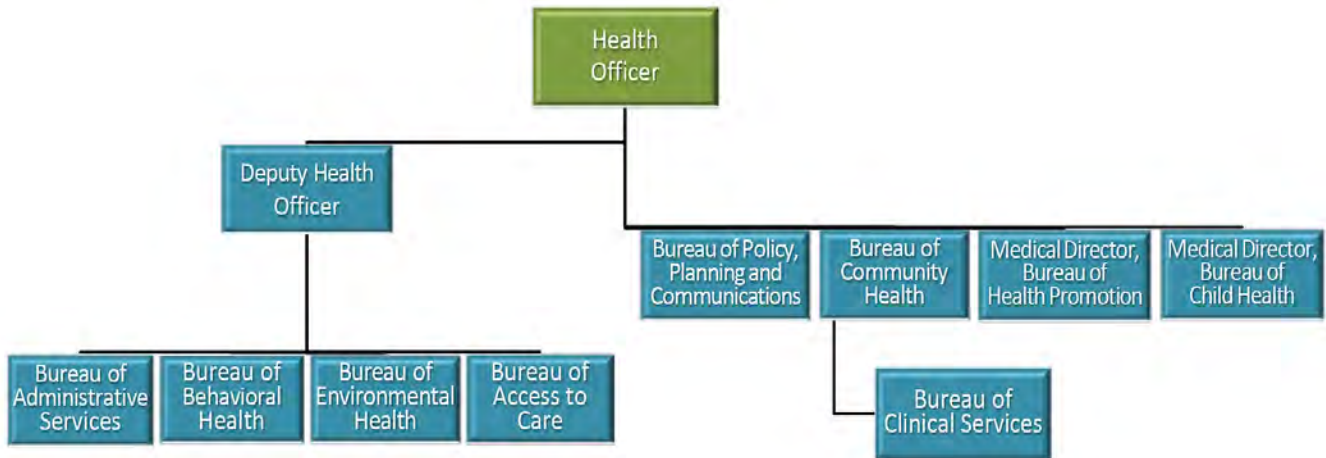 Health
Officer
Deputy Health
Officer
Bureau of Policy,
Planning and
Communications
Bureau of
Community
Health
Medical Director,
Bureau of
Health Promotion
Medical Director,
Bureau of
Child Health
Bureau of
Administrative
Services
Bureau of
Behavioral
Health
Bureau of
Environmental
Health
Bureau of
Access to
Care
Bureau of
Clinical Services